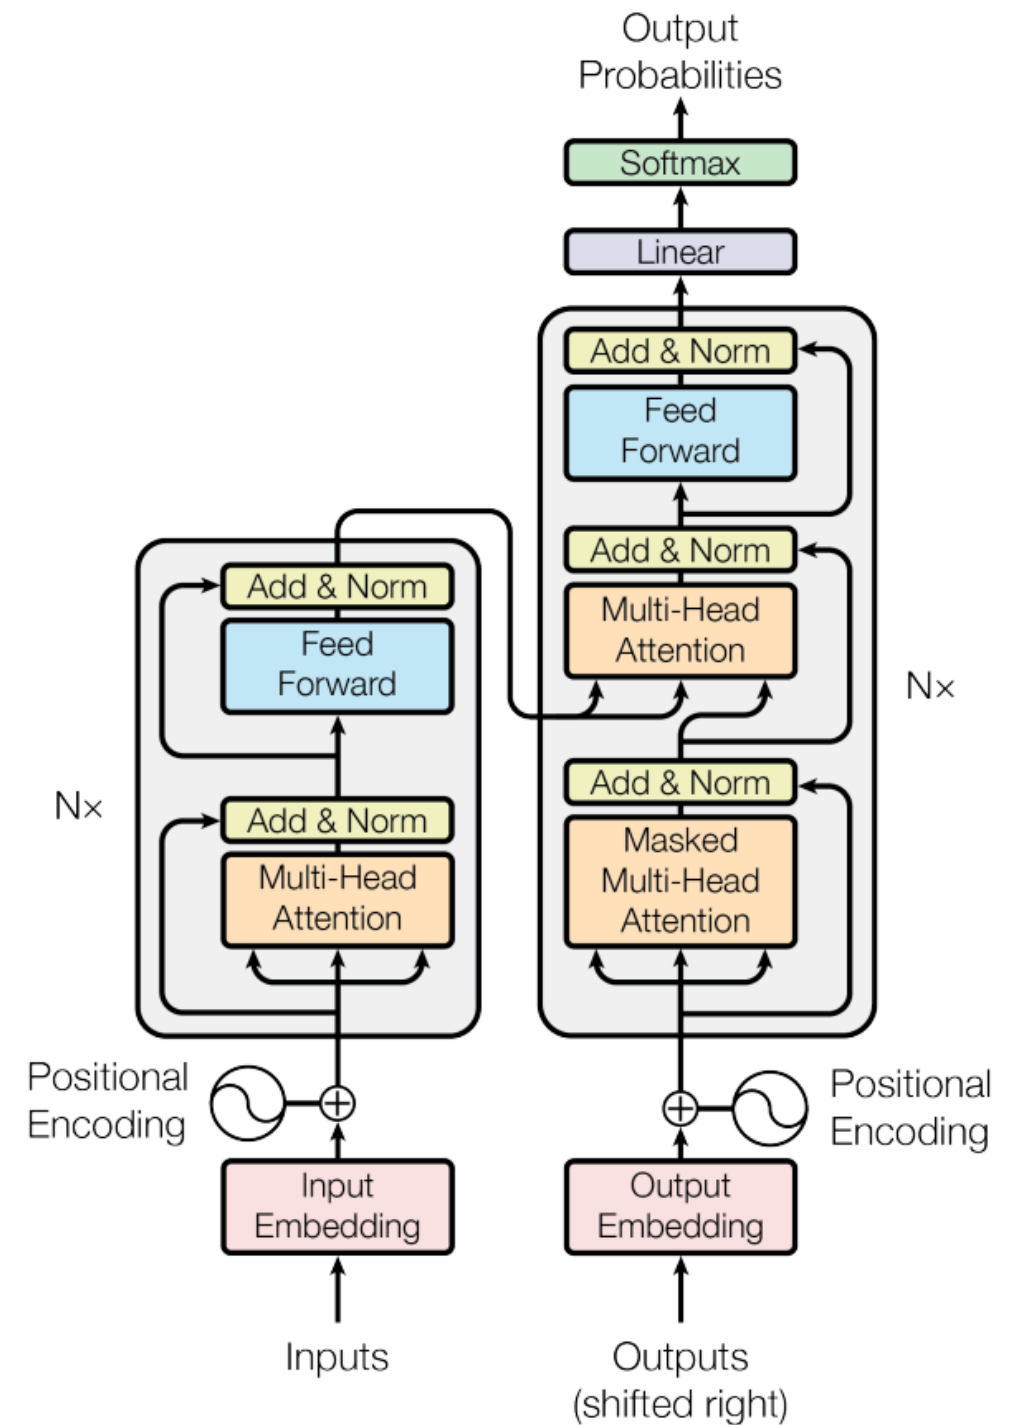 Output
Probabilities
Softmax
Linear
Add & Norm
Feed
Forward
Add & Norm
Multi-Head
Attention
Nx
Add & Norm
Masked
Multi-Head
Attention
Add & Norm
Feed
Forward
Nx
Add & Norm
Multi-Head
Attention
Positional
Encoding
Positional
Encoding
Input
Embedding
Output
Embedding
Inputs
Outputs
(shifted right)